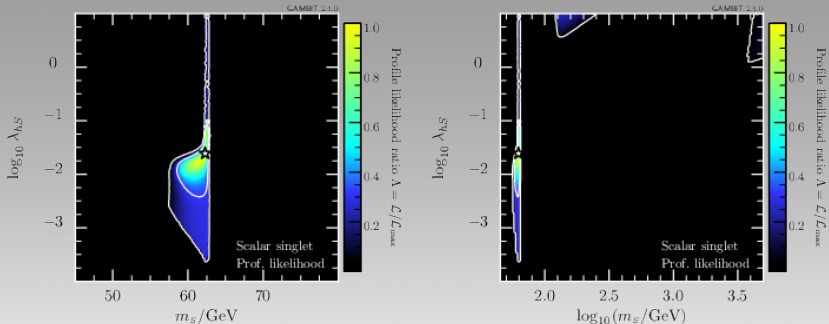 GAMBIT 2.4.0
0
−1
−2
−3
log₁₀ λhS
50
60
70
mS/GeV
Scalar singlet
Prof. likelihood
1.0
0.8
0.6
0.4
0.2
Profile likelihood ratio Λ = ℒ/ℒmax
GAMBIT 2.4.0
0
−1
−2
−3
log₁₀ λhS
2.0
2.5
3.0
3.5
log₁₀(mS/GeV)
Scalar singlet
Prof. likelihood
1.0
0.8
0.6
0.4
0.2
Profile likelihood ratio Λ = ℒ/ℒmax